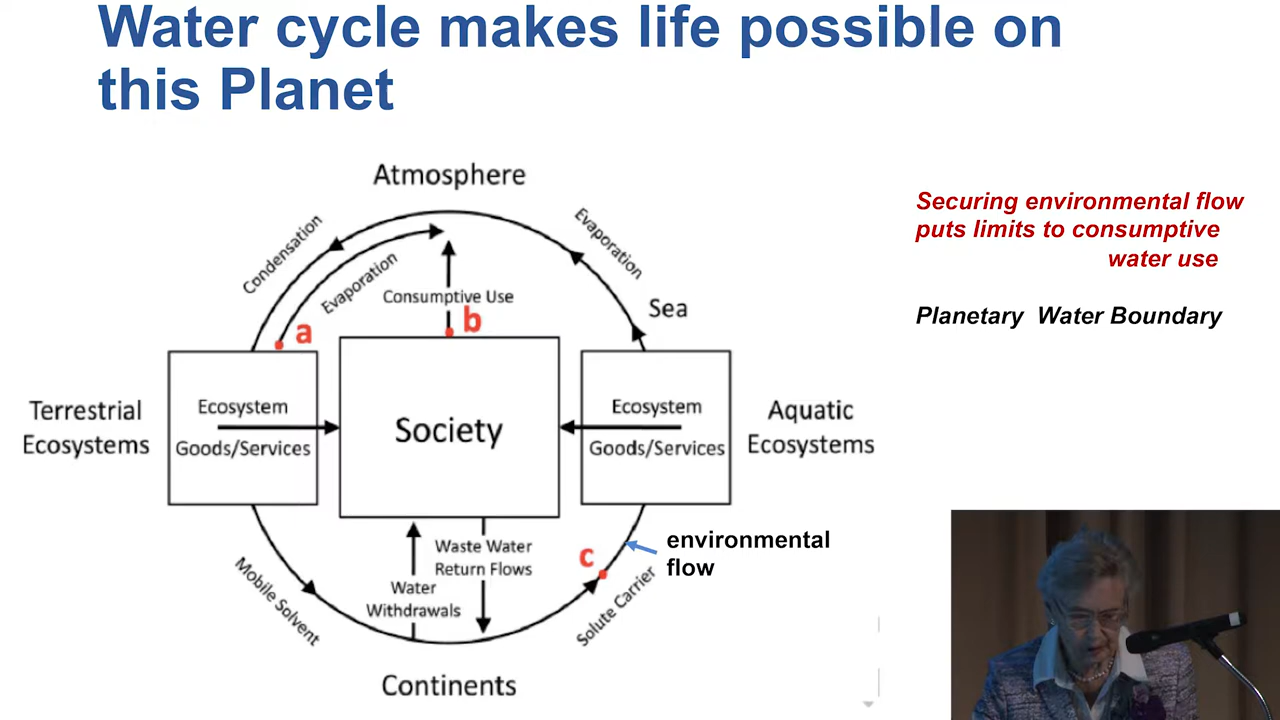 Water cycle makes life possible on
this Planet
Atmosphere
Condensation
Evaporation
Evaporation
Consumptive Use
Sea
a
b
Securing environmental flow
puts limits to consumptive
water use
Planetary Water Boundary
Terrestrial
Ecosystems
Ecosystem
Goods/Services
Society
Ecosystem
Goods/Services
Aquatic
Ecosystems
Mobile Solvent
Water
Withdrawals
Waste Water
Return Flows
c
Solute Carrier
environmental
flow
Continents